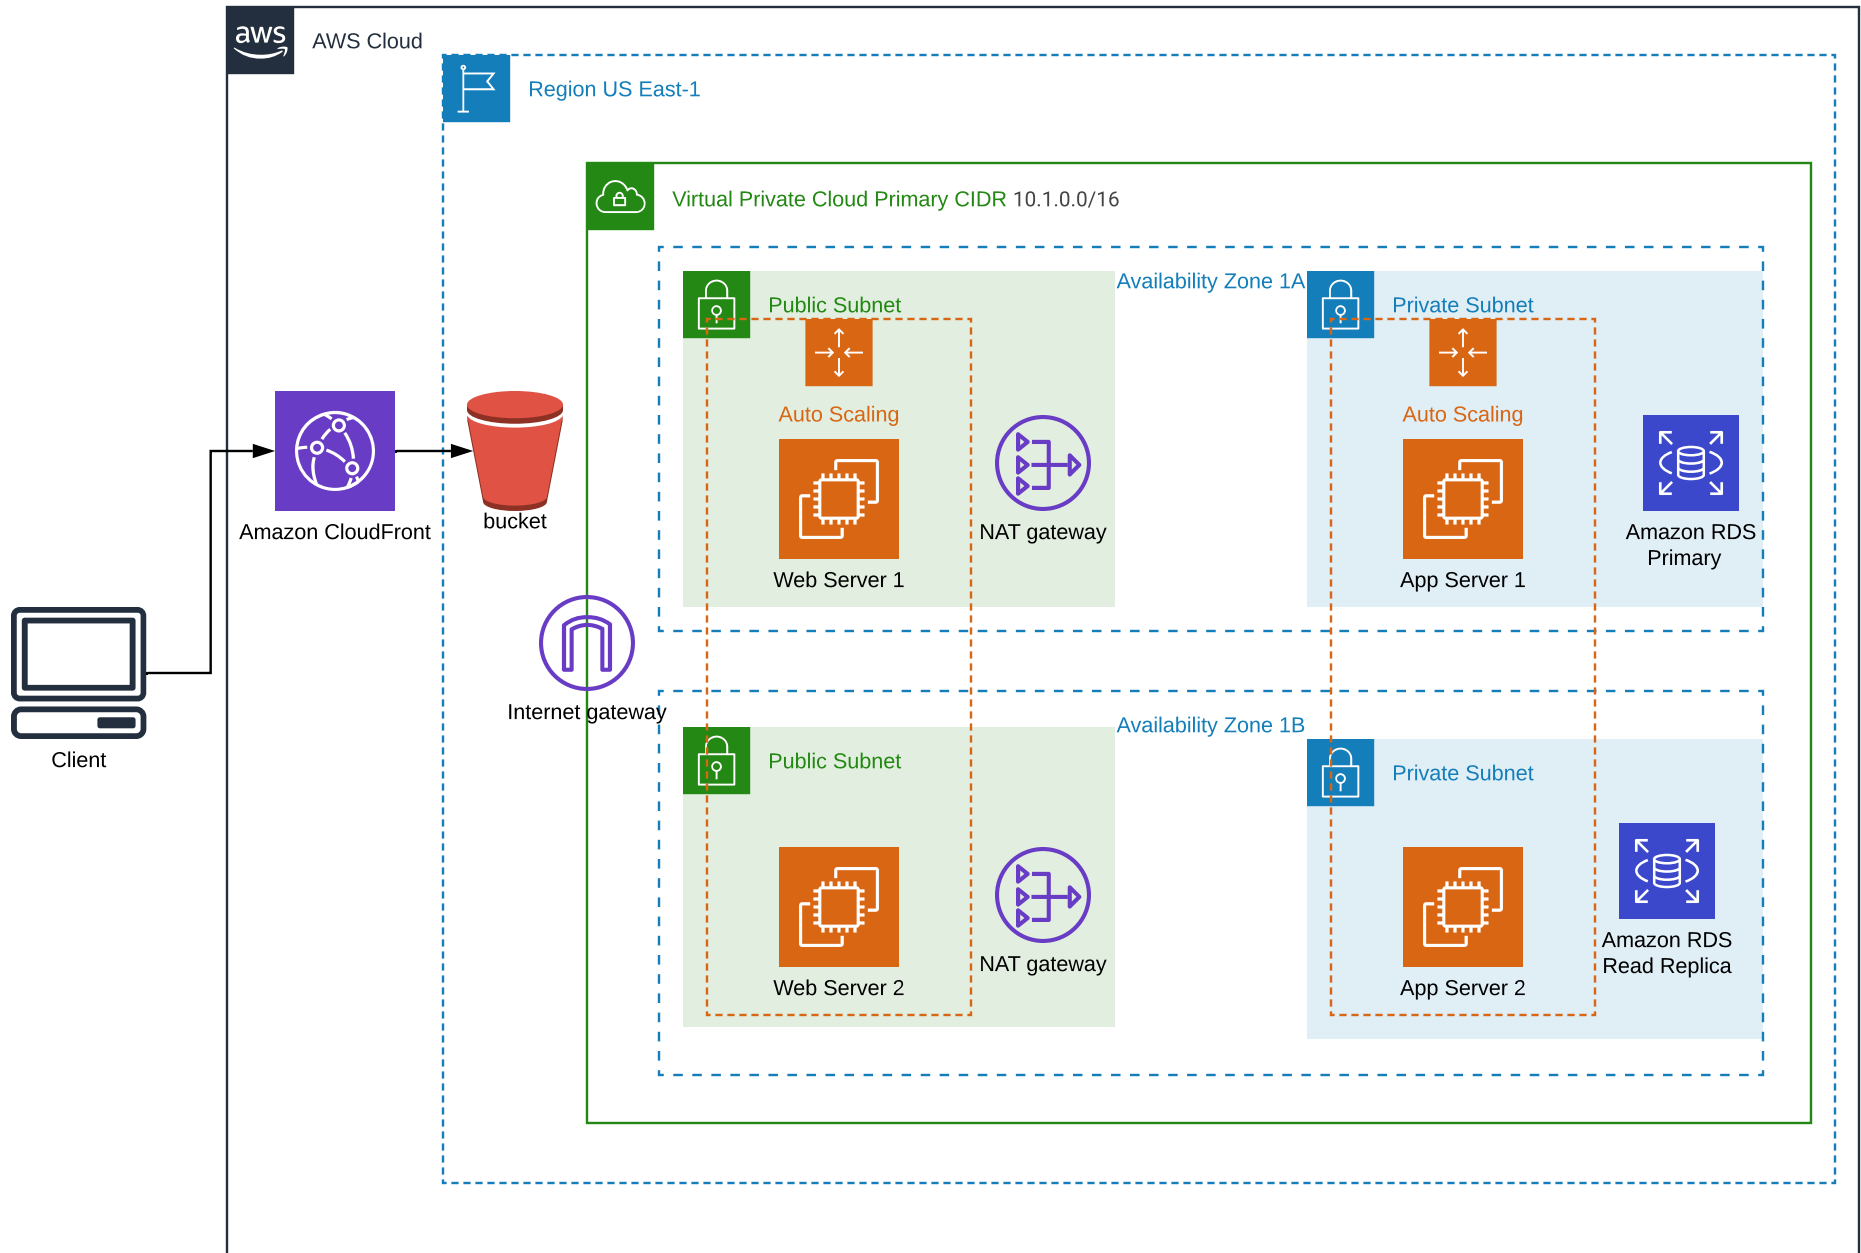 aws
AWS Cloud
Region US East-1
Virtual Private Cloud Primary CIDR 10.1.0.0/16
Availability Zone 1A
Public Subnet
Private Subnet
Auto Scaling
Auto Scaling
NAT gateway
Amazon RDS
Primary
Web Server 1
App Server 1
Amazon CloudFront
bucket
Internet gateway
Client
Availability Zone 1B
Public Subnet
Private Subnet
NAT gateway
Amazon RDS
Read Replica
Web Server 2
App Server 2